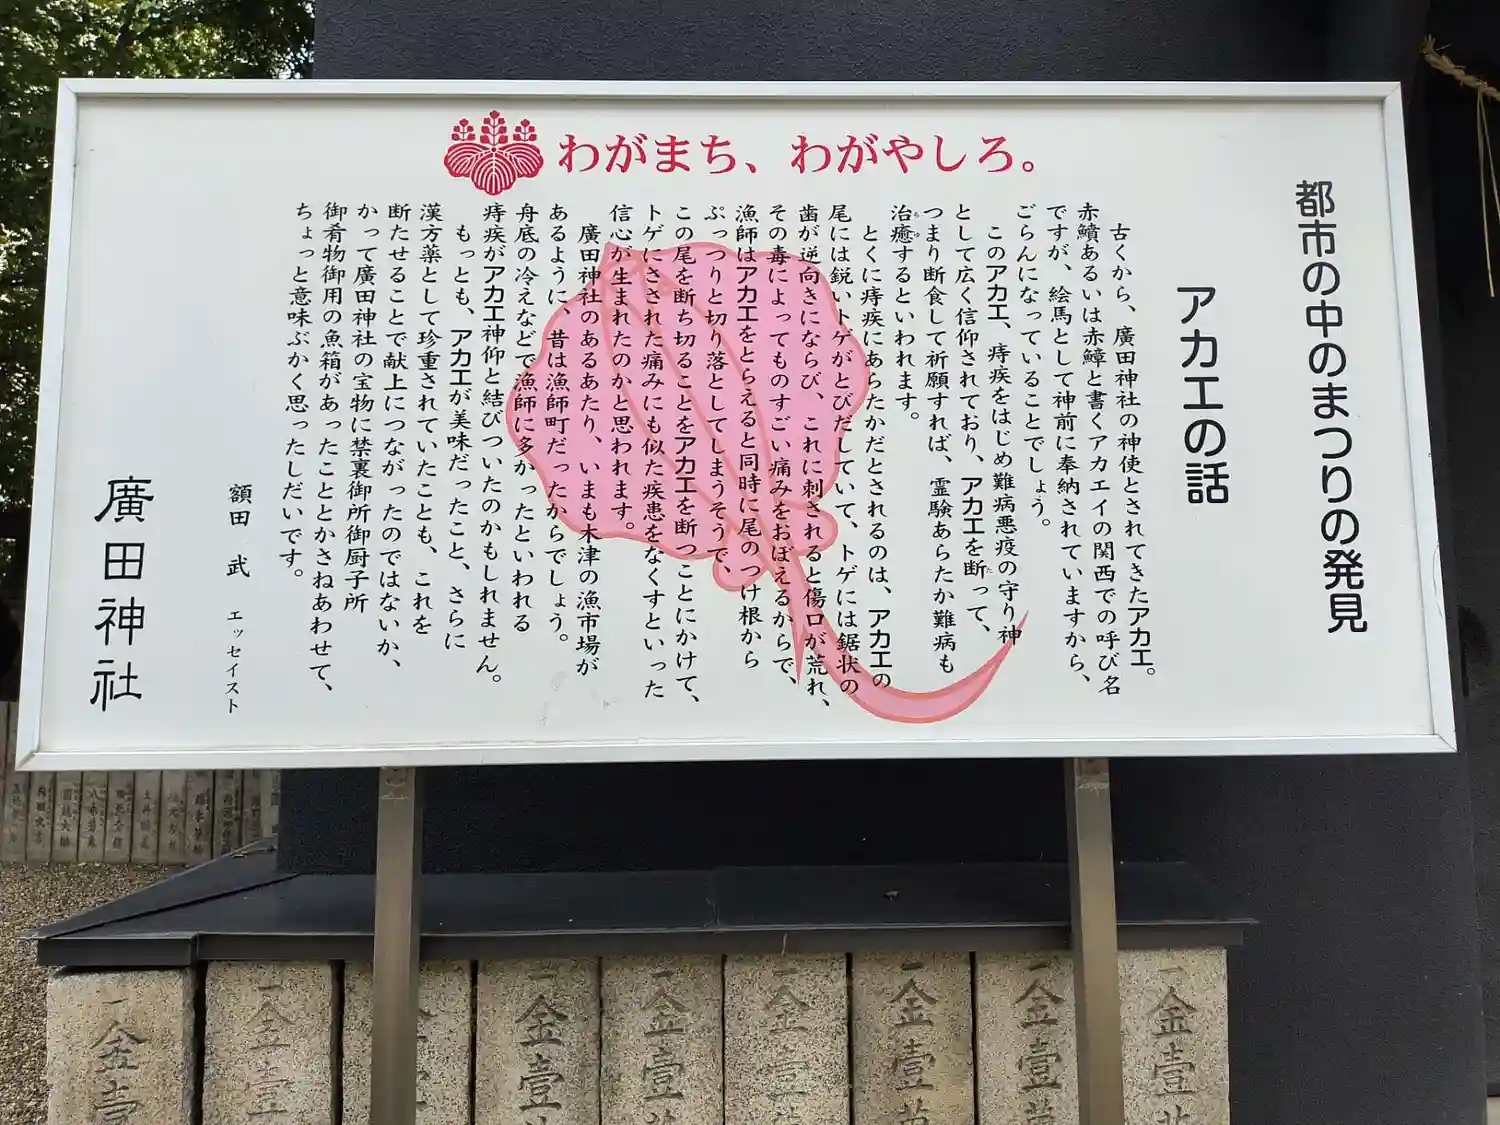 わがまち、わがやしろ。
都市の中のまつりの発見
アカエの話
古くから、廣田神社の神使とされてきたアカエ。
赤鱝あるいは赤鱏と書くアカエイの関西での呼び名
ですが、絵馬として神前に奉納されていますから、
ごらんになっていることでしょう。
このアカエ、痔疾をはじめ難病悪疫の守り神
として広く信仰されており、アカエを断って、
つまり断食して祈願すれば、霊験あらたか難病も
治癒するといわれます。
とくに痔疾にあらたかだとされるのは、アカエの
尾には鋭いトゲがとびだしていて、トゲには鋸状の
歯が逆向きにならび、これに刺されると傷口が荒れ、
その毒によってものすごい痛みをおぼえるからで、
漁師はアカエをとらえると同時に尾のつけ根から
ぷっつりと切り落としてしまうそうで、
この尾を断ち切ることをアカエを断つことにかけて、
トゲにさされた痛みにも似た疾患をなくすといった
信心が生まれたのかと思われます。
廣田神社のあるあたり、いまも木津の漁市場が
あるように、昔は漁師町だったからでしょう。
舟底の冷えなどで漁師に多かったといわれる
痔疾がアカエ神仰と結びついたのかもしれません。
もっとも、アカエが美味だったこと、さらに
漢方薬として珍重されていたことも、これを
断たせることで献上につながったのではないか、
かって廣田神社の宝物に禁裏御所御厨子所
御肴物御用の魚箱があったこととかさねあわせて、
ちょっと意味ぶかく思ったしだいです。
額田 武 エッセイスト
廣田神社
一金壹
一金壹
金壹
一金壹
一金壹
一金壹
一金壹萬
一金壹萬
一金壹